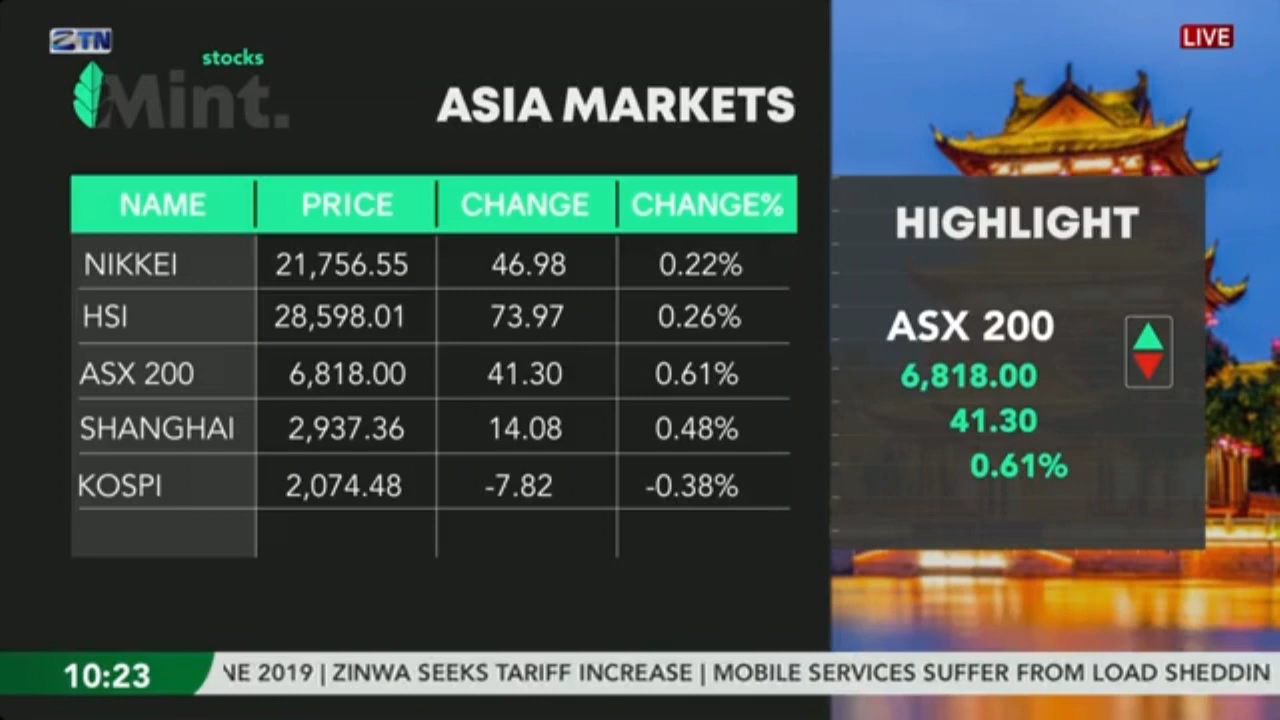 ZTN
LIVE
stocks
Mint.
ASIA MARKETS
NAME PRICE CHANGE CHANGE%
NIKKEI 21,756.55 46.98 0.22%
HSI 28,598.01 73.97 0.26%
ASX 200 6,818.00 41.30 0.61%
SHANGHAI 2,937.36 14.08 0.48%
KOSPI 2,074.48 -7.82 -0.38%
HIGHLIGHT
ASX 200
6,818.00
41.30
0.61%
10:23 NE 2019 | ZINWA SEEKS TARIFF INCREASE | MOBILE SERVICES SUFFER FROM LOAD SHEDDIN